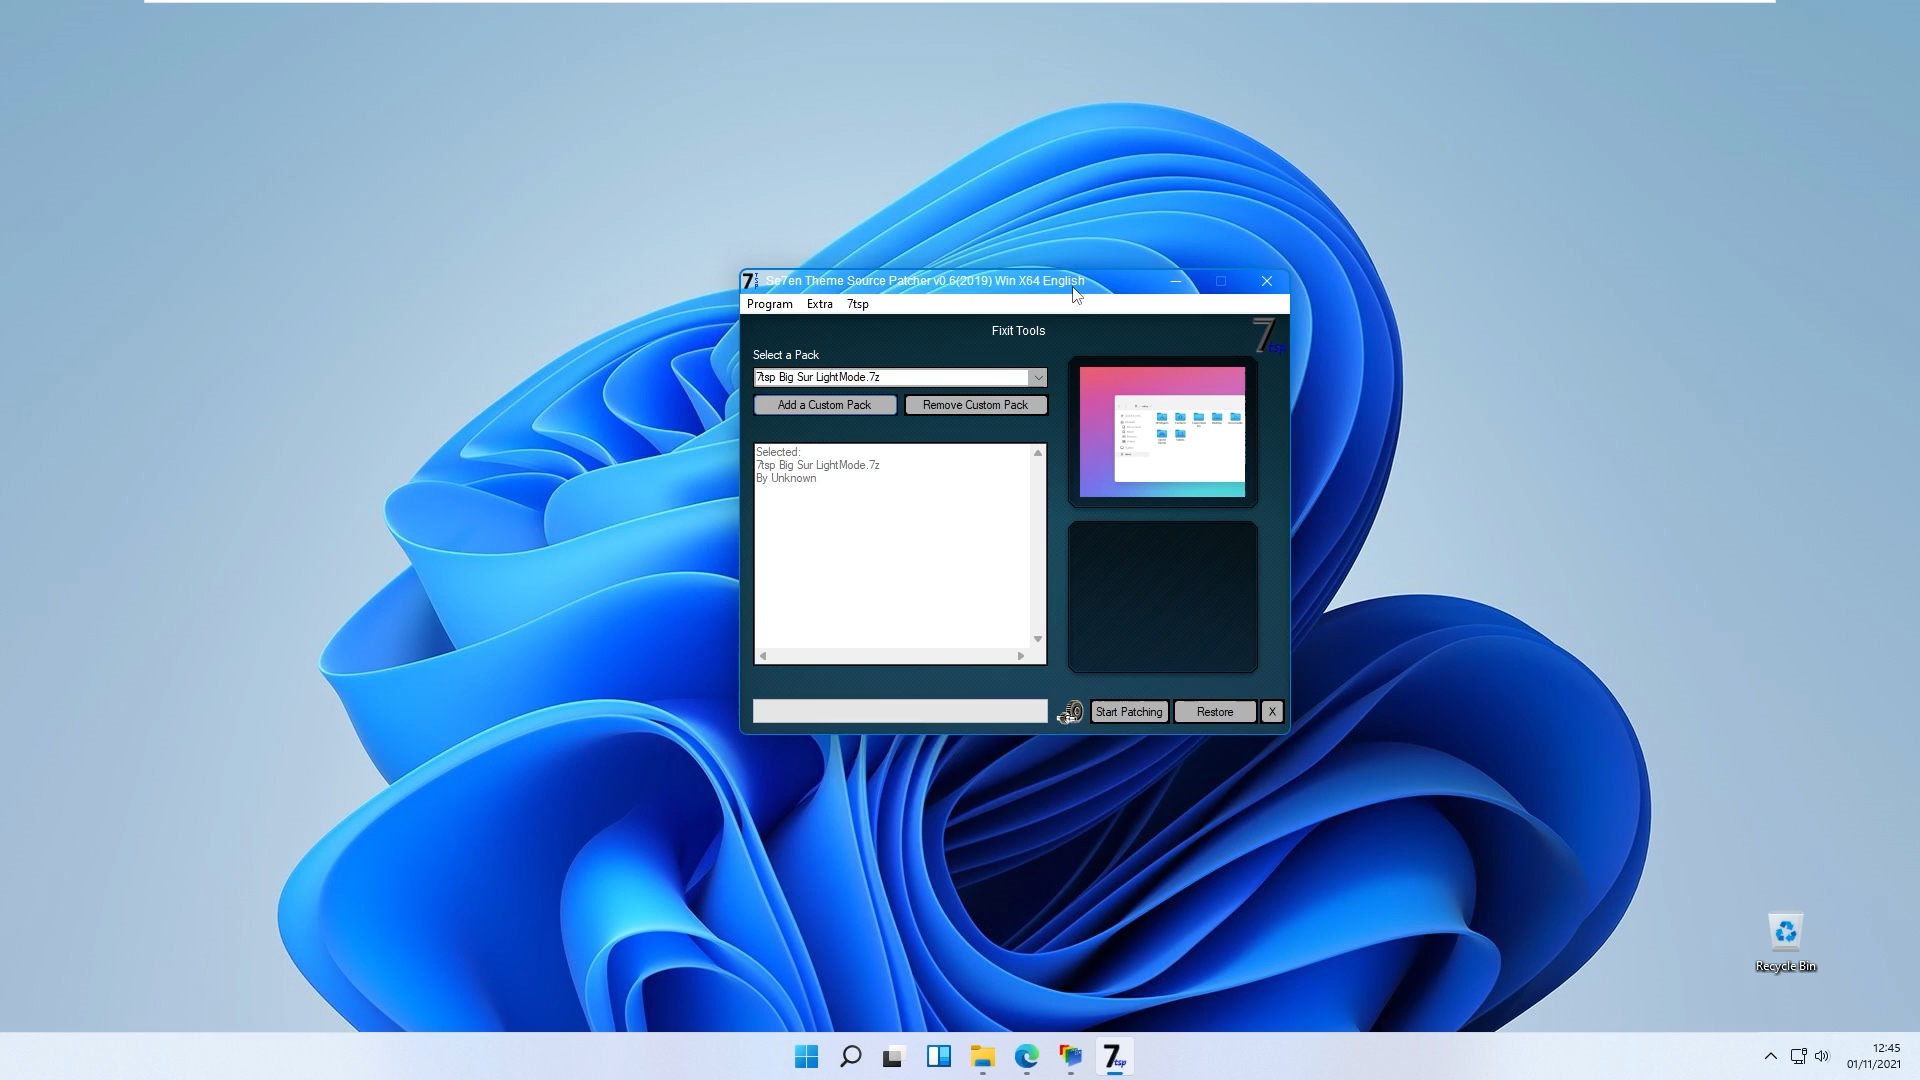 Se7en Theme Source Patcher v0.6(2019) Win X64 English
Program Extra 7tsp
Fixit Tools
7tsp
Select a Pack
7tsp Big Sur LightMode.7z
Add a Custom Pack Remove Custom Pack
Selected:
7tsp Big Sur LightMode.7z
By Unknown
Start Patching Restore X
Recycle Bin
7tsp
12:45
01/11/2021